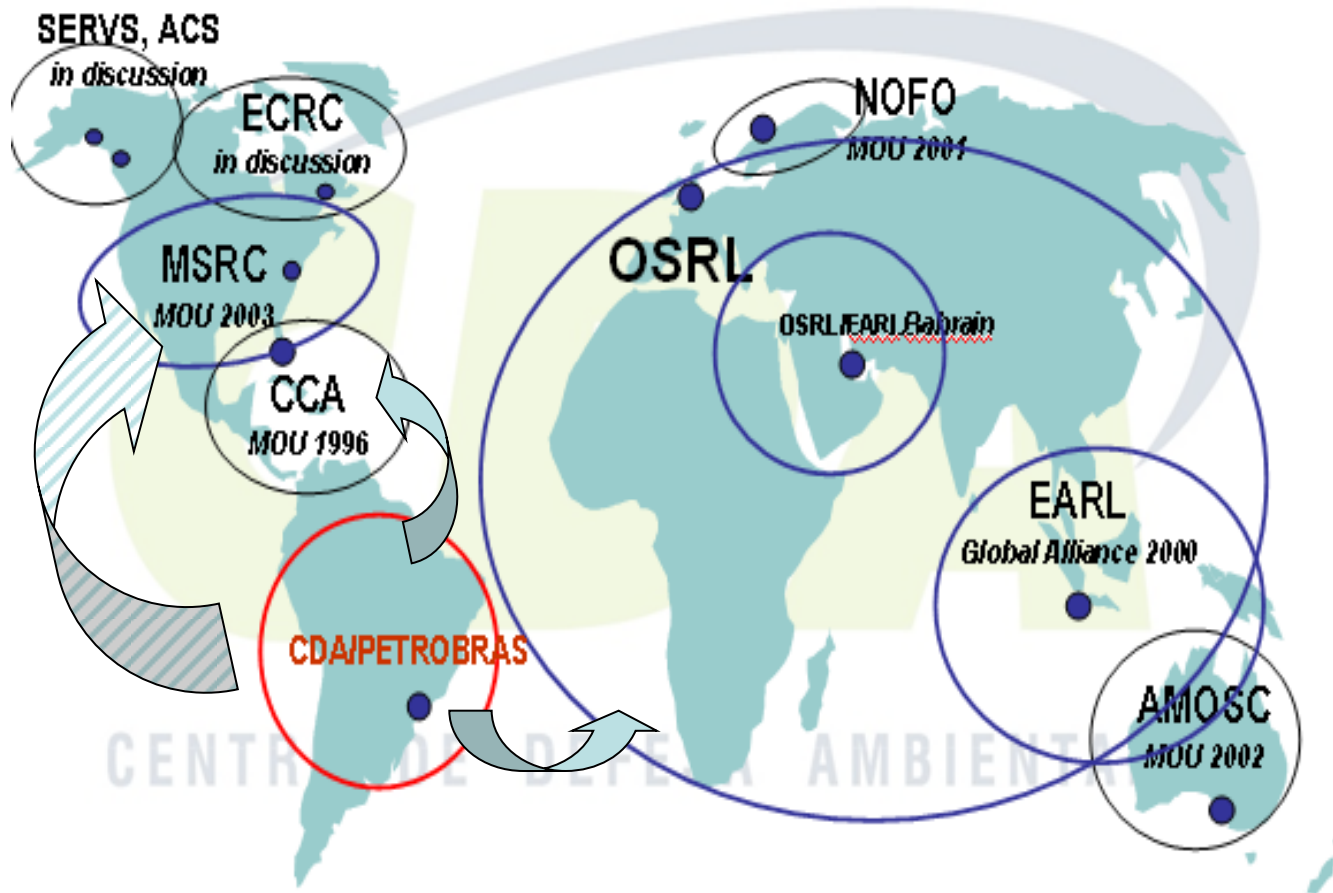 SERVS, ACS
in discussion
ECRC
in discussion
NOFO
MOU 2001
MSRC
MOU 2003
OSRL
OSRL/EARL Bahrain
CCA
MOU 1996
EARL
Global Alliance 2000
CDA/PETROBRAS
AMOSC
MOU 2002
CDA
CENTRO DE DEFESA AMBIENTAL